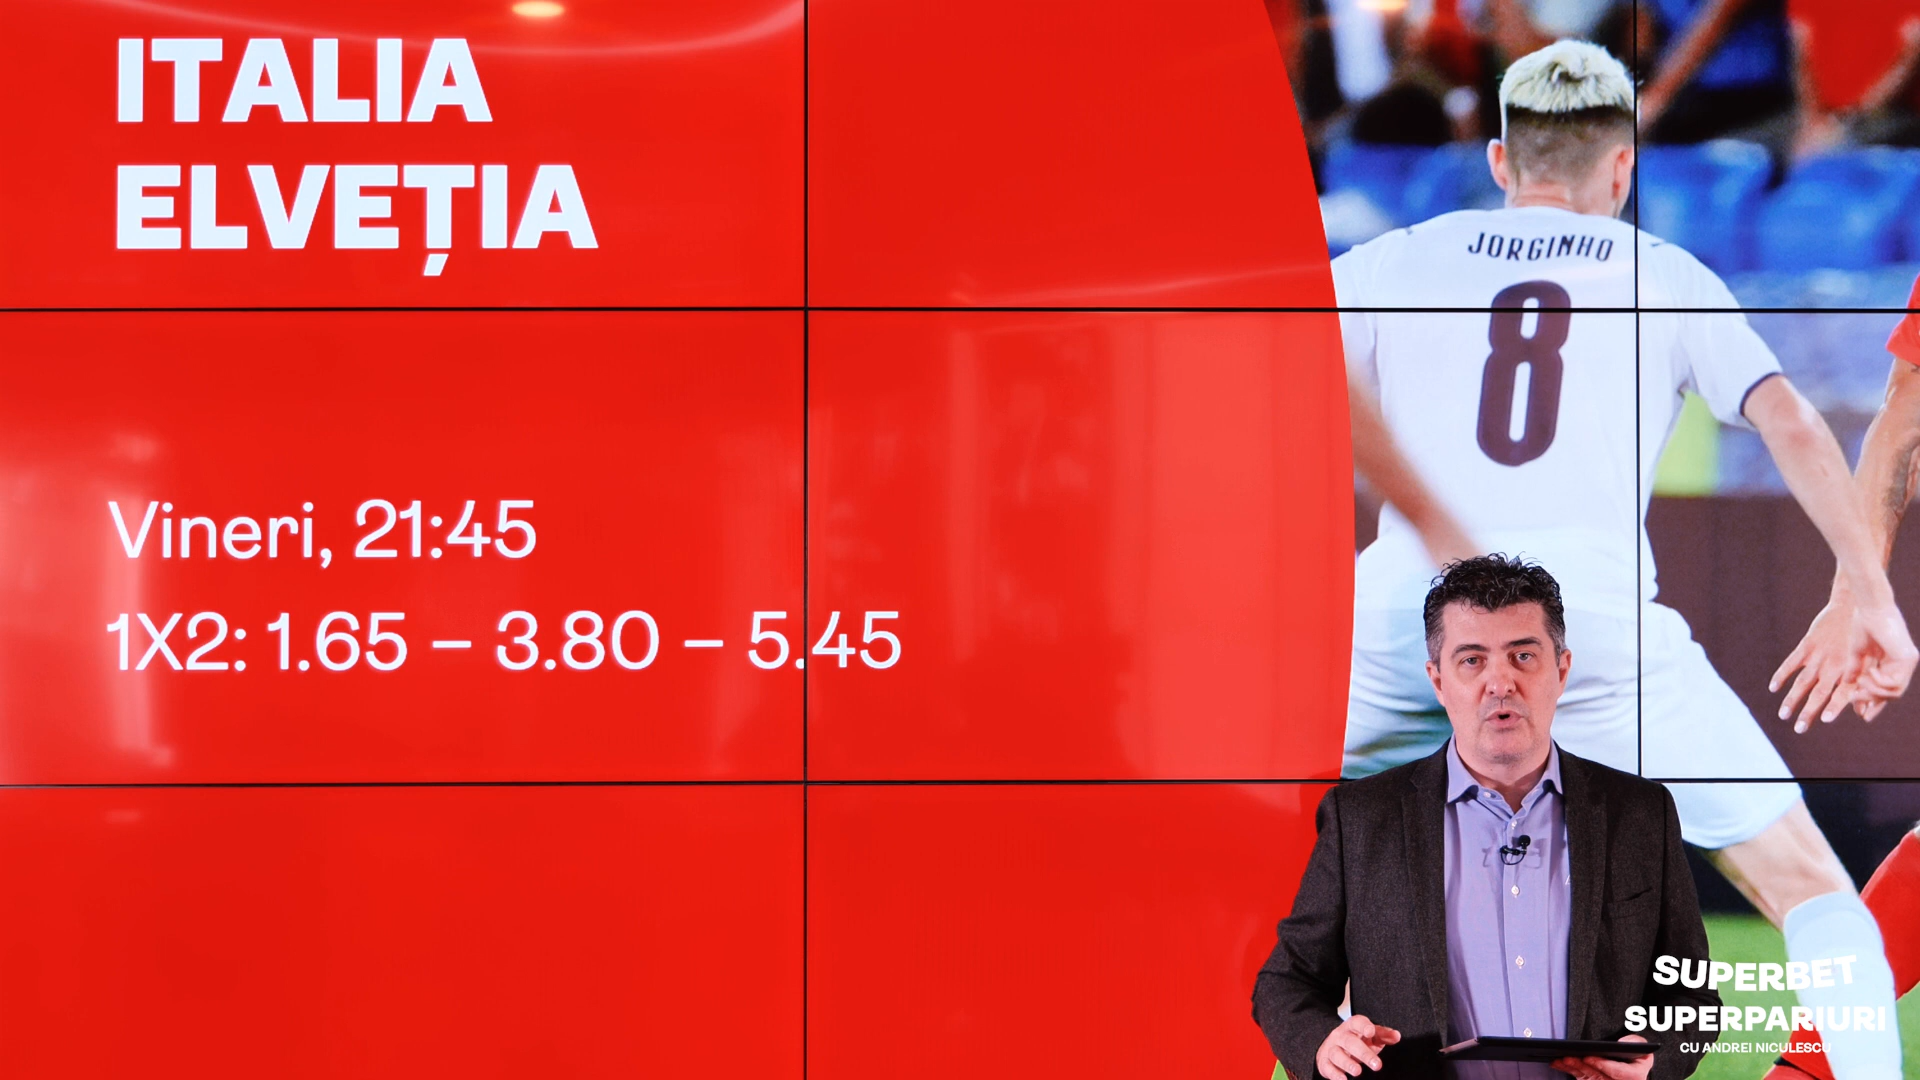 ITALIA
ELVEȚIA
Vineri, 21:45
1X2: 1.65 – 3.80 – 5.45
JORGINHO
8
SUPERBET
SUPERPARIURI
CU ANDREI NICULESCU